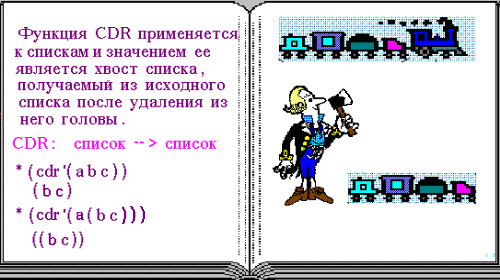 Функция CDR применяется
к спискам и значением ее
является хвост списка,
получаемый из исходного
списка после удаления из
него головы.
CDR: список --> список
* (cdr '(a b c))
(b c)
* (cdr '(a (b c)))
((b c))